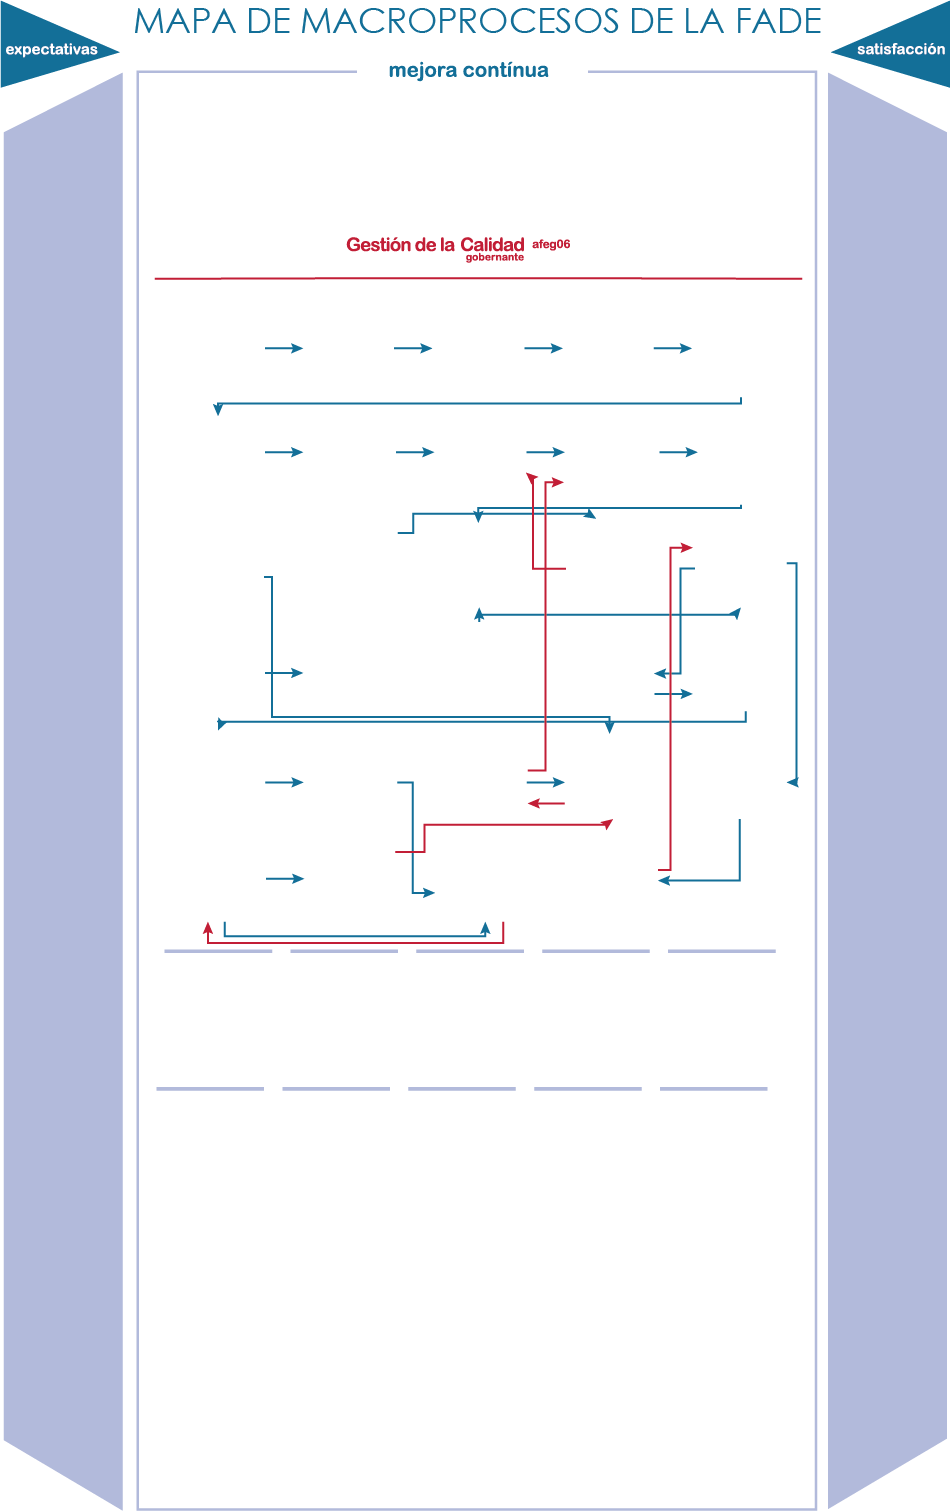 MAPA DE MACROPROCESOS DE LA FADE
expectativas
satisfacción
mejora contínua
Gestión de la Calidad afeg06
gobernante